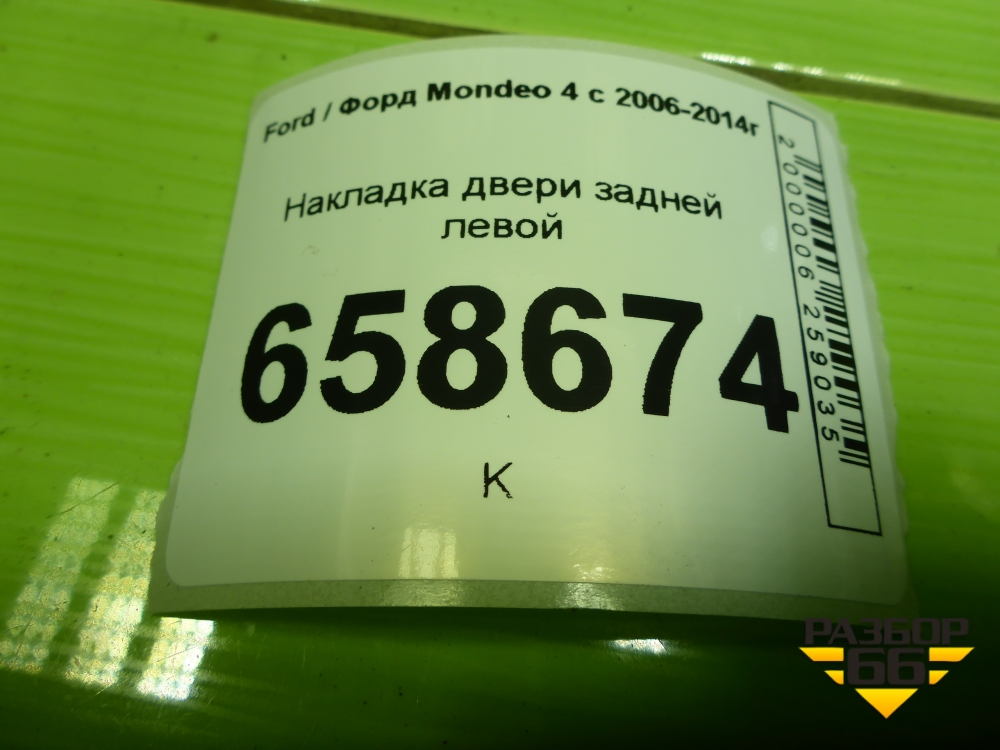 Ford / Форд Mondeo 4 с 2006-2014г
Накладка двери задней
левой
658674
К
2000006259035
РАЗБОР
66